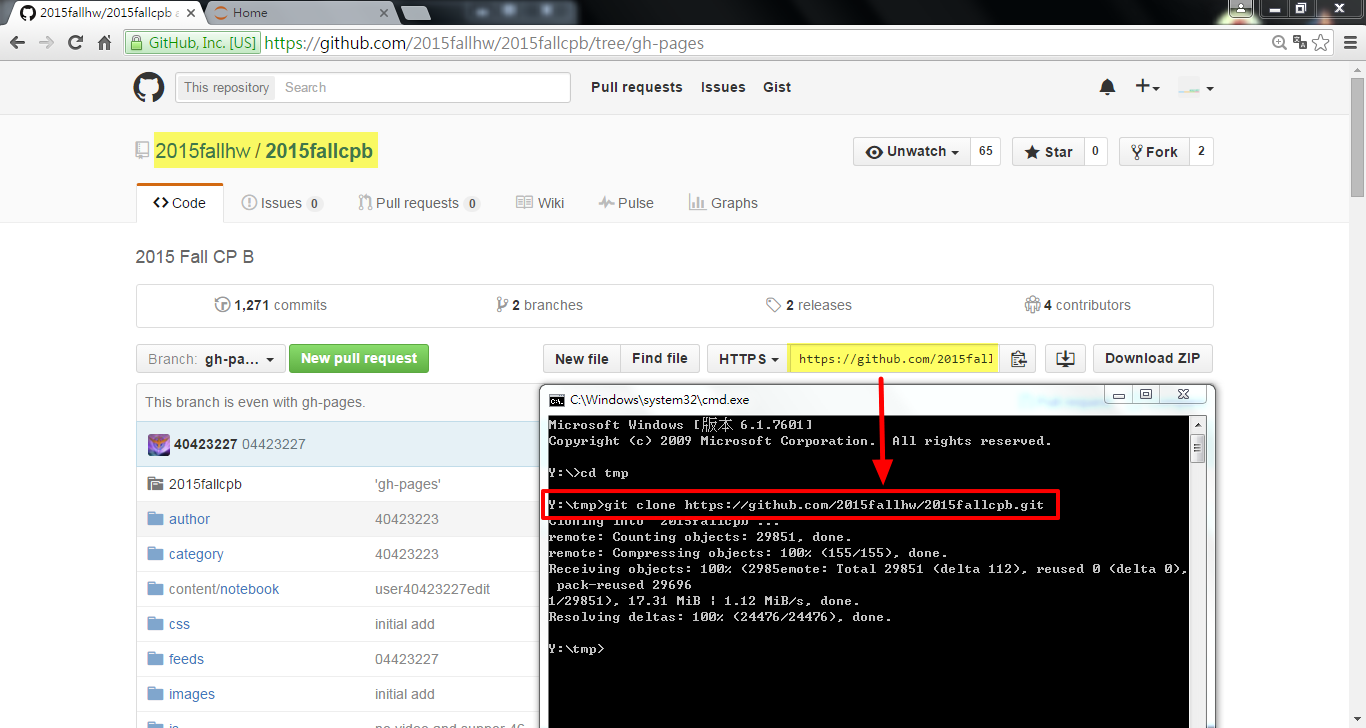 2015fallhw/2015fallcpb a
Home
GitHub, Inc. [US]
https://github.com/2015fallhw/2015fallcpb/tree/gh-pages
This repository
Search
Pull requests
Issues
Gist
2015fallhw / 2015fallcpb
Unwatch
65
Star
0
Fork
2
Code
Issues 0
Pull requests 0
Wiki
Pulse
Graphs
2015 Fall CP B
1,271 commits
2 branches
2 releases
4 contributors
Branch: gh-pa...
New pull request
New file
Find file
HTTPS
https://github.com/2015fall
Download ZIP
This branch is even with gh-pages.
40423227 04423227
2015fallcpb
'gh-pages'
author
40423223
category
40423223
content/notebook
user40423227edit
css
initial add
feeds
04423227
images
initial add
C:\Windows\system32\cmd.exe
Microsoft Windows [版本 6.1.7601]
Copyright (c) 2009 Microsoft Corporation. All rights reserved.
Y:\>cd tmp
Y:\tmp>git clone https://github.com/2015fallhw/2015fallcpb.git
Cloning into '2015fallcpb'...
remote: Counting objects: 29851, done.
remote: Compressing objects: 100% (155/155), done.
Receiving objects: 100% (2985emote: Total 29851 (delta 112), reused 0 (delta 0),
pack-reused 29696
1/29851), 17.31 MiB | 1.12 MiB/s, done.
Resolving deltas: 100% (24476/24476), done.
Y:\tmp>